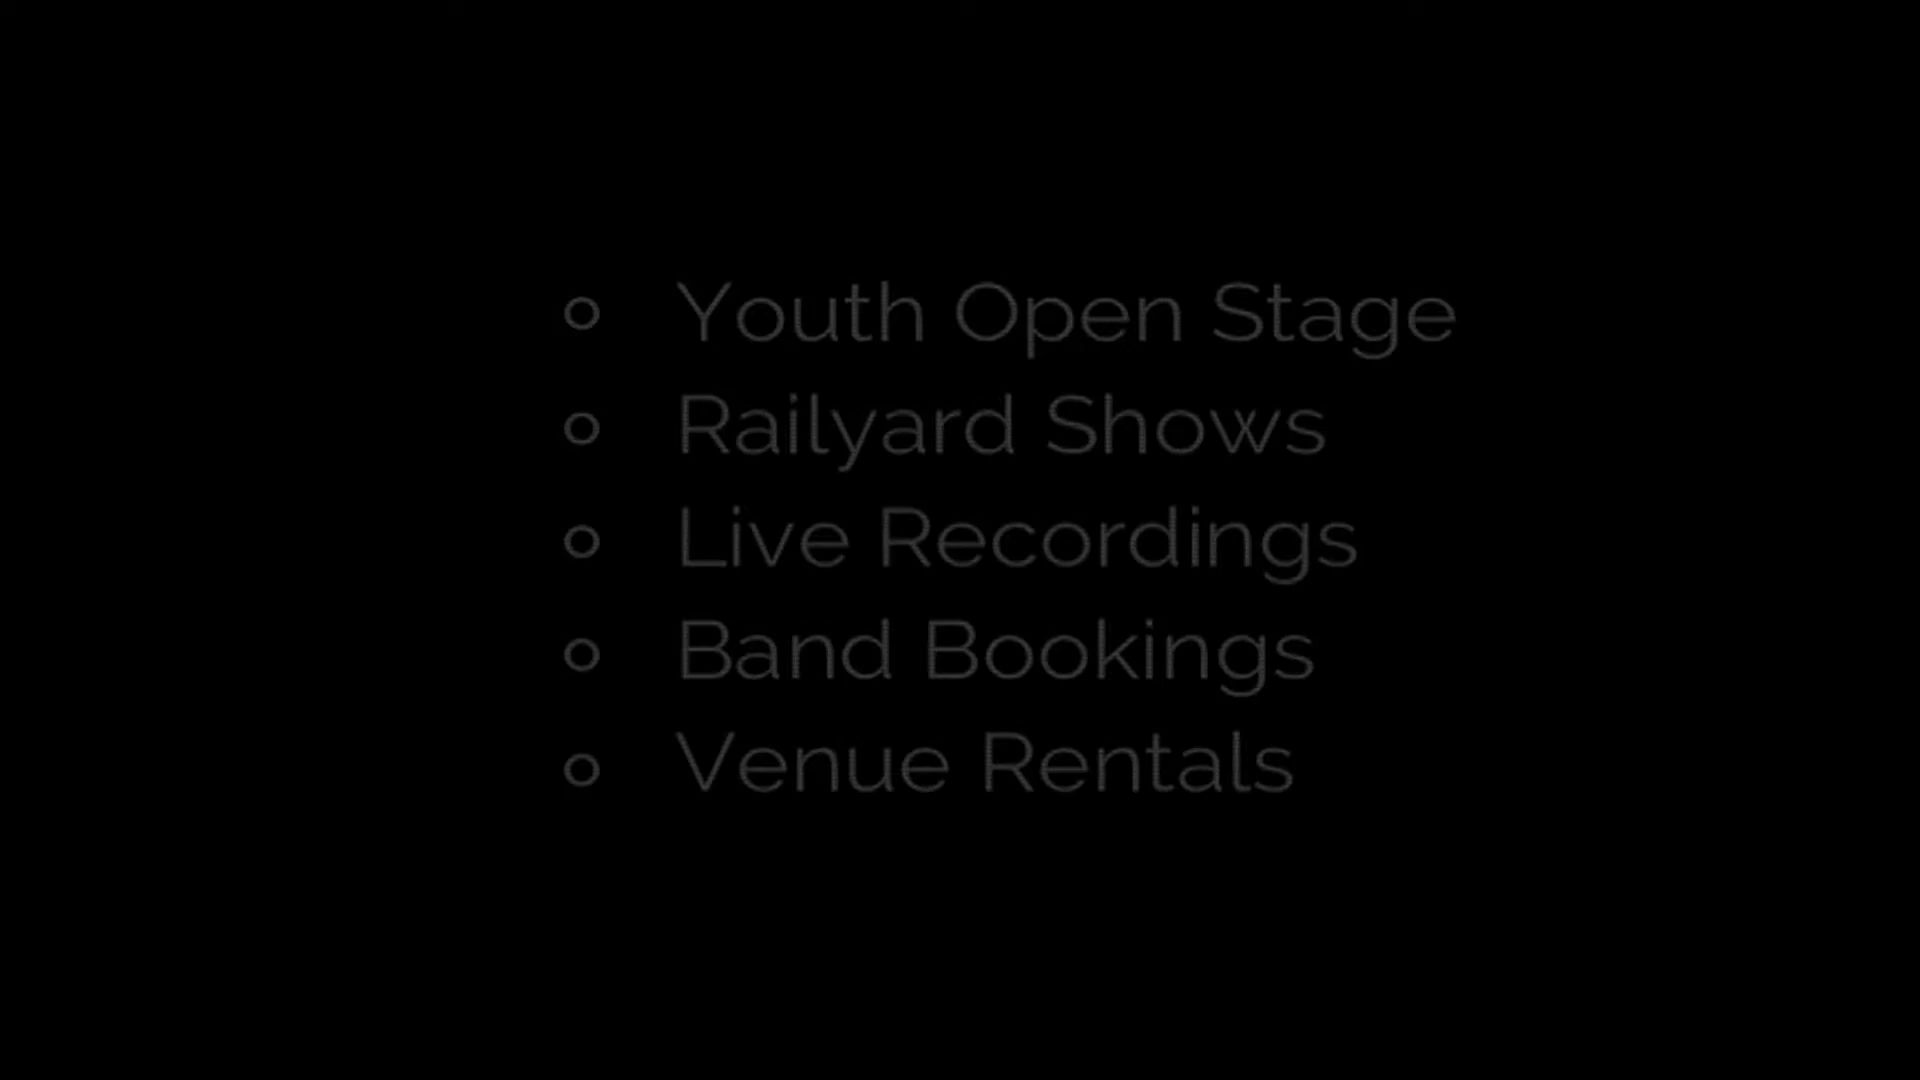 Youth Open Stage
Railyard Shows
Live Recordings
Band Bookings
Venue Rentals